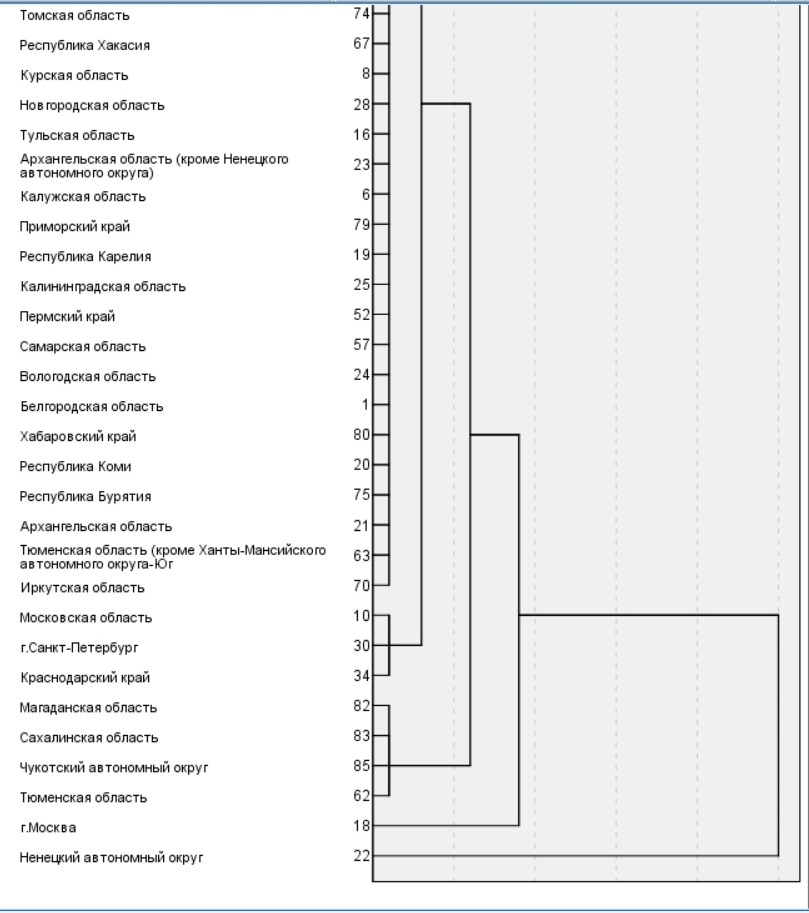 Томская область 74
Республика Хакасия 67
Курская область 8
Новгородская область 28
Тульская область 16
Архангельская область (кроме Ненецкого
автономного округа) 23
Калужская область 6
Приморский край 79
Республика Карелия 19
Калининградская область 25
Пермский край 52
Самарская область 57
Вологодская область 24
Белгородская область 1
Хабаровский край 80
Республика Коми 20
Республика Бурятия 75
Архангельская область 21
Тюменская область (кроме Ханты-Мансийского
автономного округа-Юг 63
Иркутская область 70
Московская область 10
г.Санкт-Петербург 30
Краснодарский край 34
Магаданская область 82
Сахалинская область 83
Чукотский автономный округ 85
Тюменская область 62
г.Москва 18
Ненецкий автономный округ 22